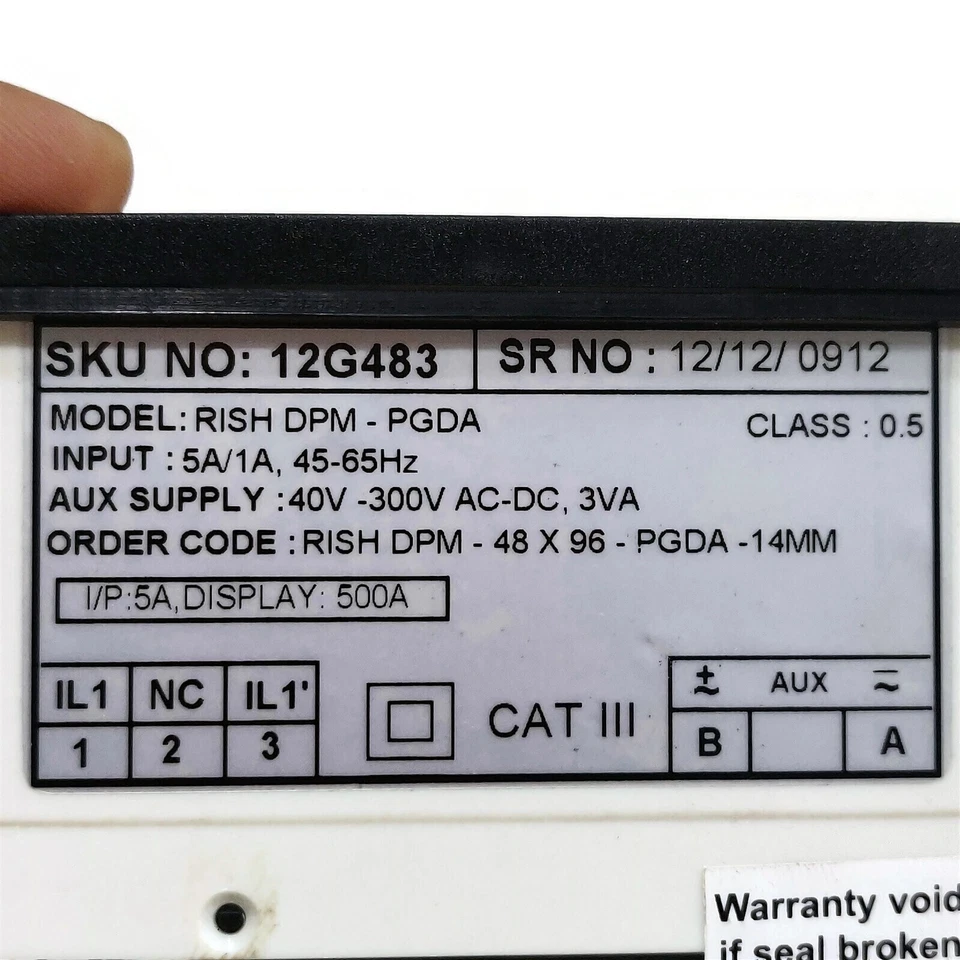 SKU NO: 12G483
SR NO : 12/12/ 0912
MODEL: RISH DPM - PGDA
CLASS : 0.5
INPUT : 5A/1A, 45-65Hz
AUX SUPPLY :40V -300V AC-DC, 3VA
ORDER CODE : RISH DPM - 48 X 96 - PGDA -14MM
I/P:5A,DISPLAY: 500A
IL1 NC IL1'
1 2 3
CAT III
AUX
B A
Warranty void
if seal broken